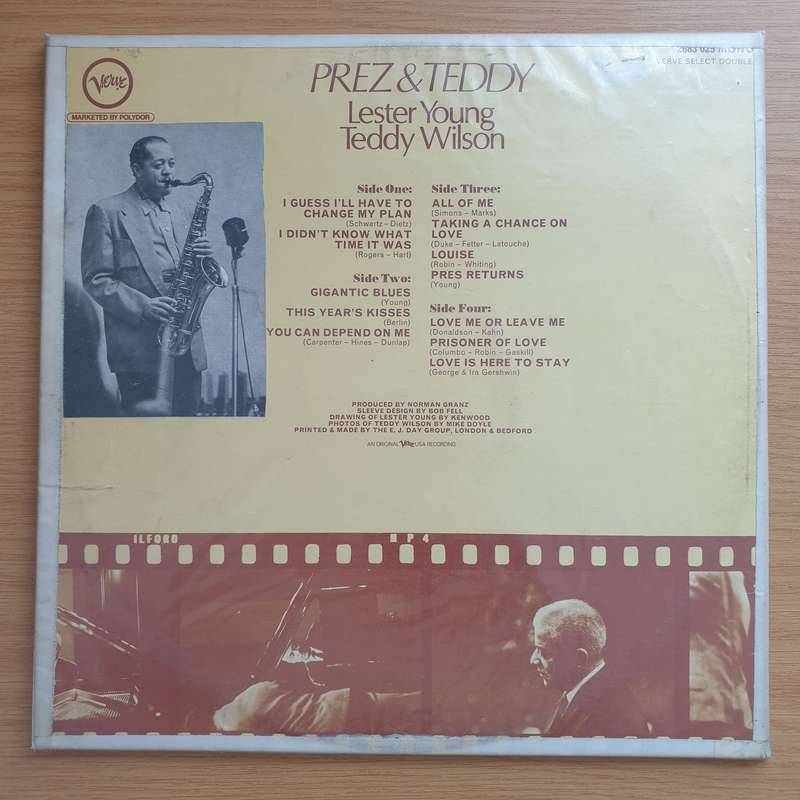 Verve
MARKETED BY POLYDOR
PREZ & TEDDY
Lester Young
Teddy Wilson
2683 025 MONO
VERVE SELECT DOUBLE
Side One:
I GUESS I'LL HAVE TO
CHANGE MY PLAN
(Schwartz – Dietz)
I DIDN'T KNOW WHAT
TIME IT WAS
(Rogers – Hart)
Side Two:
GIGANTIC BLUES
(Young)
THIS YEAR'S KISSES
(Berlin)
YOU CAN DEPEND ON ME
(Carpenter – Hines – Dunlap)
Side Three:
ALL OF ME
(Simons – Marks)
TAKING A CHANCE ON
LOVE
(Duke – Fetter – Latouche)
LOUISE
(Robin – Whiting)
PRES RETURNS
(Young)
Side Four:
LOVE ME OR LEAVE ME
(Donaldson – Kahn)
PRISONER OF LOVE
(Columbo – Robin – Gaskill)
LOVE IS HERE TO STAY
(George & Ira Gershwin)
PRODUCED BY NORMAN GRANZ
SLEEVE DESIGN BY BOB FELL
DRAWING OF LESTER YOUNG BY KENWOOD
PHOTOS OF TEDDY WILSON BY MIKE DOYLE
PRINTED & MADE BY THE E. J. DAY GROUP, LONDON & BEDFORD
AN ORIGINAL Verve USA RECORDING
ILFORD HP4